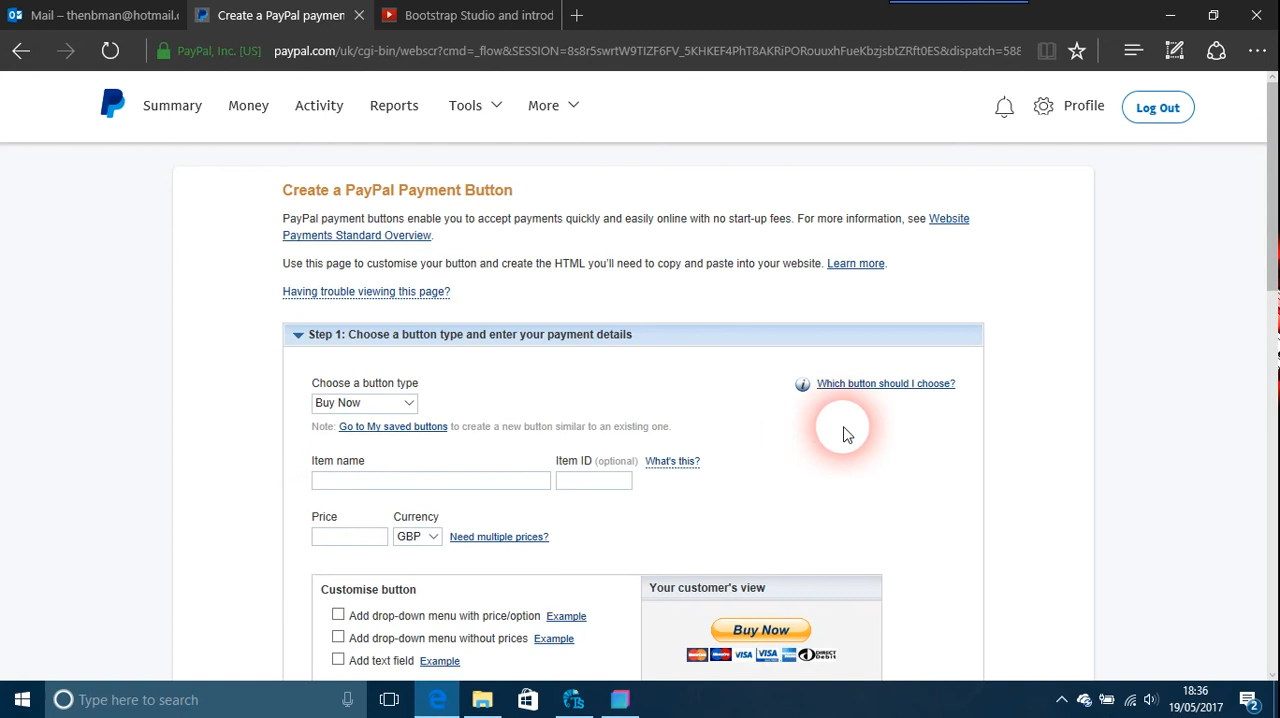 Mail – thenbman@hotmail.c
Create a PayPal paymen
Bootstrap Studio and introd
PayPal, Inc. [US]
paypal.com/uk/cgi-bin/webscr?cmd=_flow&SESSION=8s8r5swrtW9TIZF6FV_5KHKEF4PhT8AKRiPORouuxhFueKbzjsbtZRft0ES&dispatch=588
Summary
Money
Activity
Reports
Tools
More
Profile
Log Out
Create a PayPal Payment Button
PayPal payment buttons enable you to accept payments quickly and easily online with no start-up fees. For more information, see Website
Payments Standard Overview.
Use this page to customise your button and create the HTML you'll need to copy and paste into your website. Learn more.
Having trouble viewing this page?
Step 1: Choose a button type and enter your payment details
Choose a button type
Which button should I choose?
Buy Now
Note: Go to My saved buttons to create a new button similar to an existing one.
Item name
Item ID (optional) What's this?
Price
Currency
GBP
Need multiple prices?
Customise button
Your customer's view
Add drop-down menu with price/option Example
Buy Now
Add drop-down menu without prices Example
VISA
VISA
DIRECT
Debit
Add text field Example
Type here to search
18:36
19/05/2017
2